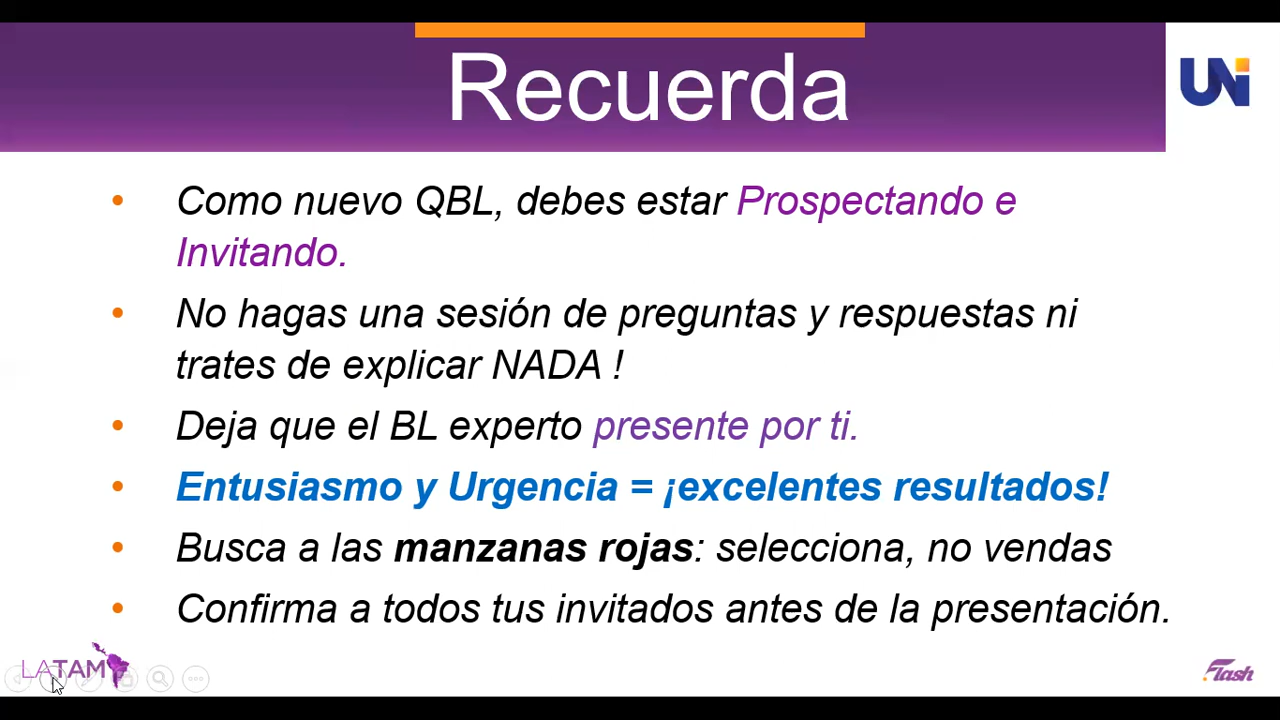 Recuerda
UNi
• Como nuevo QBL, debes estar Prospectando e
Invitando.
• No hagas una sesión de preguntas y respuestas ni
trates de explicar NADA !
• Deja que el BL experto presente por ti.
• Entusiasmo y Urgencia = ¡excelentes resultados!
• Busca a las manzanas rojas: selecciona, no vendas
• Confirma a todos tus invitados antes de la presentación.
LATAM
Flash